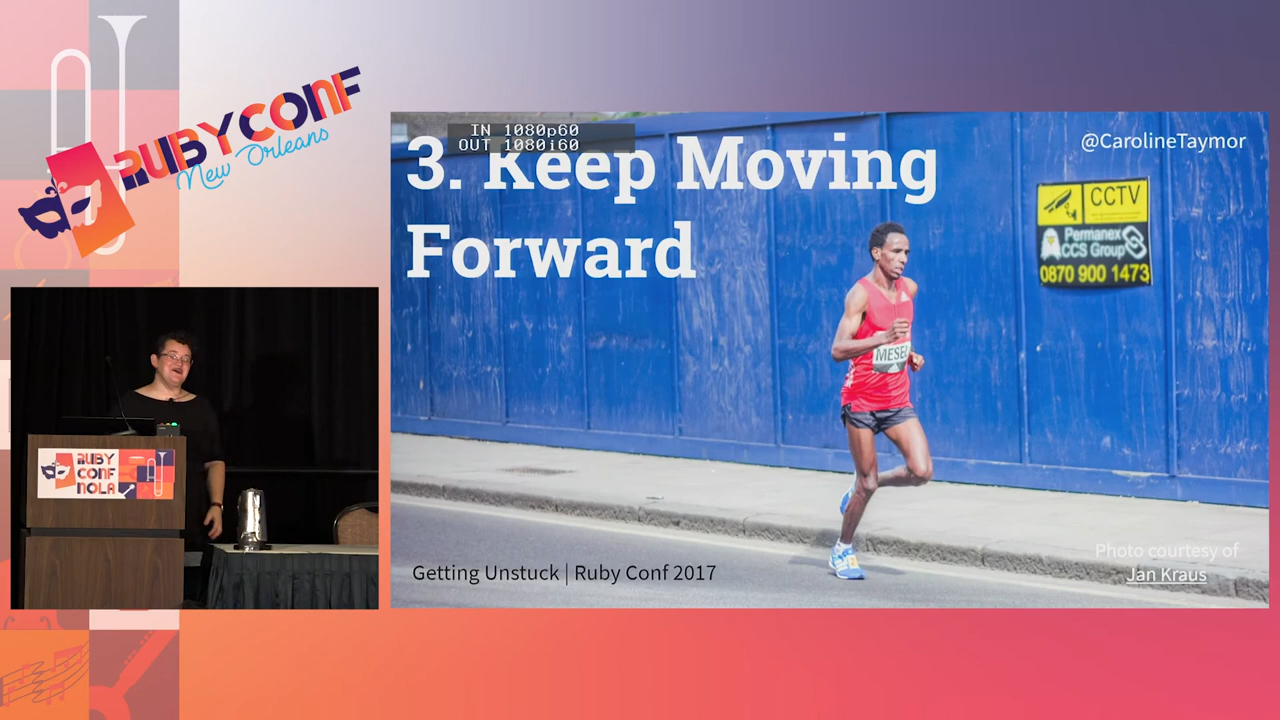 RUBY CONF
New Orleans
IN 1080p60
OUT 1080i60
3. Keep Moving
Forward
@CarolineTaymor
CCTV
Permanex
CCS Group
0870 900 1473
Getting Unstuck | Ruby Conf 2017
Photo courtesy of
Jan Kraus
RUBY
CONF
NOLA